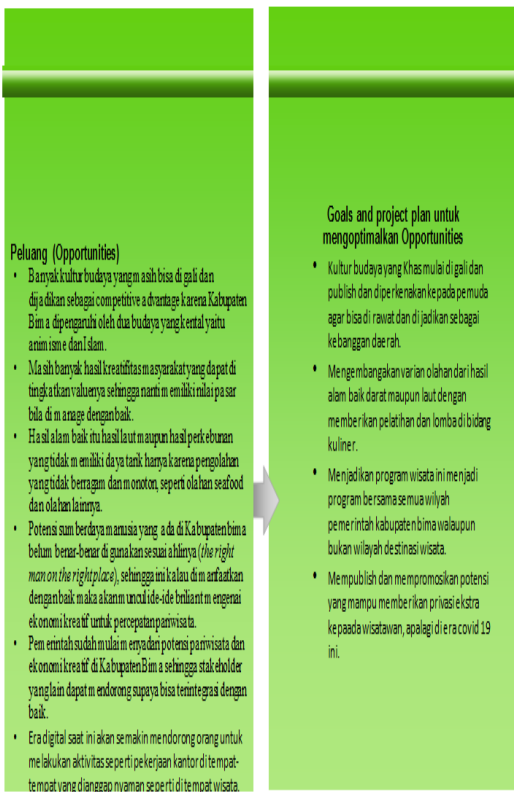 Peluang (Opportunities)
• Banyak kultur budaya yang masih bisa di gali dan
dijadikan sebagai competitive advantage karena Kabupaten
Bima dipengaruhi oleh dua budaya yang kental yaitu
animisme dan Islam.
• Masih banyak hasil kreatifitas masyarakat yang dapat di
tingkatkan valuenya sehingga nanti memiliki nilai pasar
bila di manage dengan baik.
• Hasil alam baik itu hasil laut maupun hasil perkebunan
yang tidak memiliki daya tarik hanya karena pengolahan
yang tidak berragam dan monoton, seperti olahan seafood
dan olahan lainnya.
• Potensi sumberdaya manusia yang ada di Kabupaten bima
belum benar-benar di gunakan sesuai ahlinya (the right
man on the right place), sehingga ini kalau di manfaatkan
dengan baik maka akan muncul ide-ide briliant mengenai
ekonomi kreatif untuk percepatan pariwisata.
• Pemerintah sudah mulai menyadari potensi pariwisata dan
ekonomi kreatif di Kabupaten Bima sehingga stakeholder
yang lain dapat mendorong supaya bisa terintegrasi dengan
baik.
• Era digital saat ini akan semakin mendorong orang untuk
melakukan aktivitas seperti pekerjaan kantor di tempat-
tempat yang dianggap nyaman seperti di tempat wisata.
Goals and project plan untuk
mengoptimalkan Opportunities
• Kultur budaya yang Khas mulai di gali dan
publish dan diperkenakan kepada pemuda
agar bisa di rawat dan di jadikan sebagai
kebanggan daerah.
• Mengembangakan varian olahan dari hasil
alam baik darat maupun laut dengan
memberikan pelatihan dan lomba di bidang
kuliner.
• Menjadikan program wisata ini menjadi
program bersama semua wilyah
pemerintah kabupaten bima walaupun
bukan wilayah destinasi wisata.
• Mempublish dan mempromosikan potensi
yang mampu memberikan privasi ekstra
kepaada wisatawan, apalagi di era covid 19
ini.